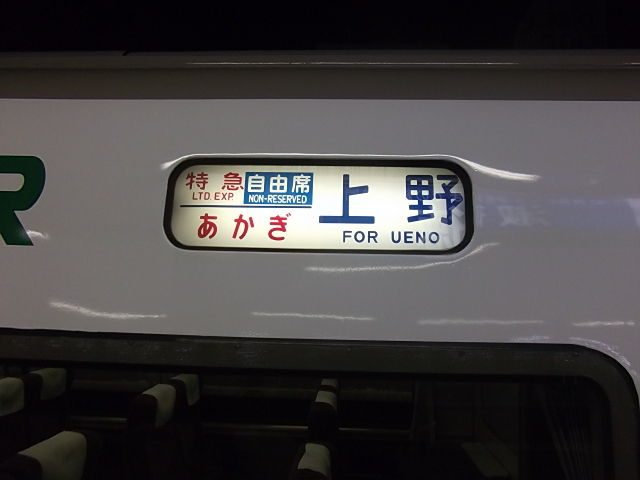 特急 自由席
LTD. EXP. NON-RESERVED
あかぎ
上野
FOR UENO
R